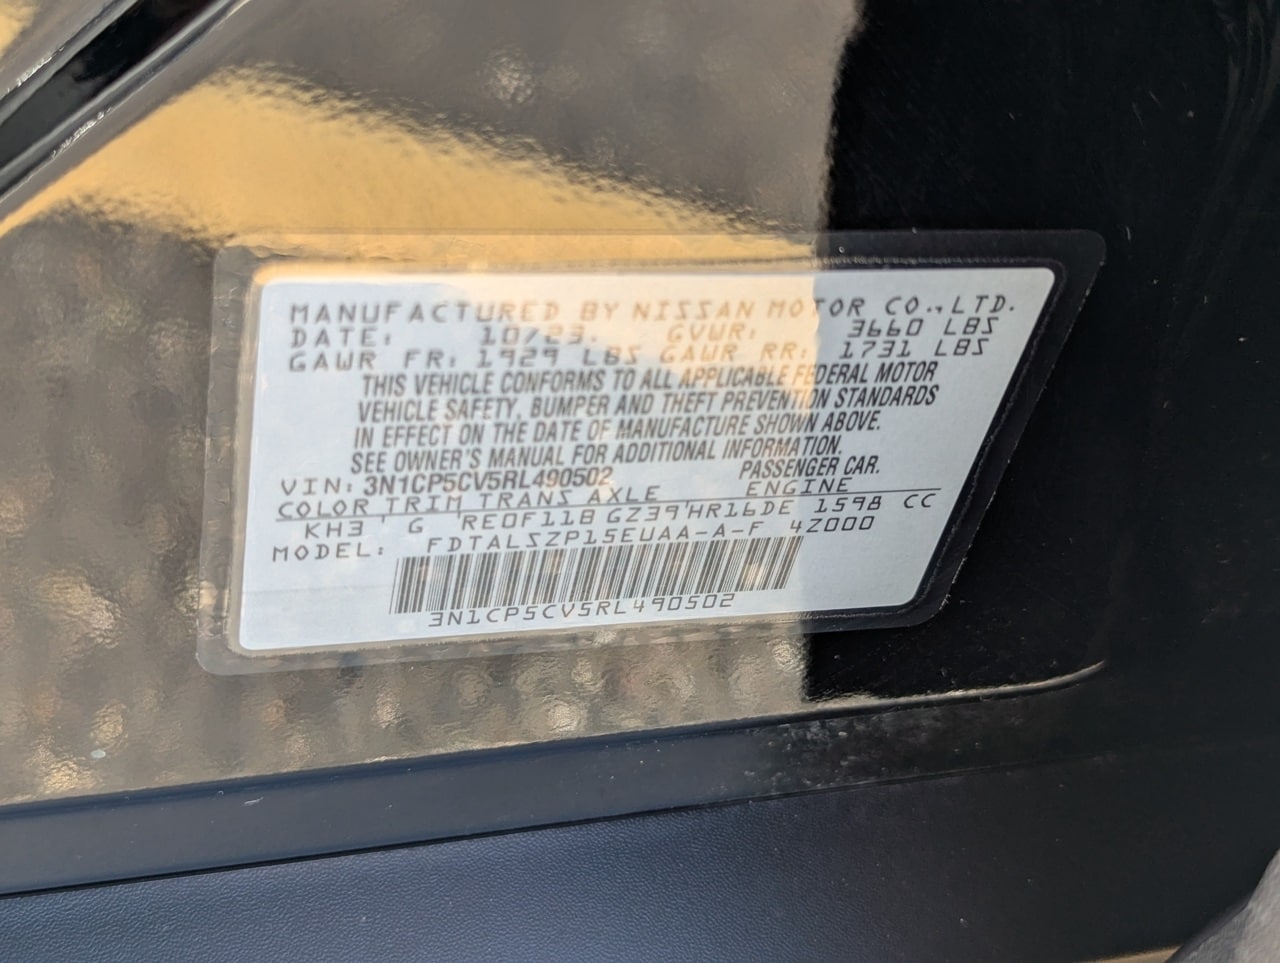 MANUFACTURED BY NISSAN MOTOR CO.,LTD.
DATE: 10/23. GVWR: 3660 LBS
GAWR FR: 1929 LBS GAWR RR: 1731 LBS
THIS VEHICLE CONFORMS TO ALL APPLICABLE FEDERAL MOTOR
VEHICLE SAFETY, BUMPER AND THEFT PREVENTION STANDARDS
IN EFFECT ON THE DATE OF MANUFACTURE SHOWN ABOVE.
SEE OWNER'S MANUAL FOR ADDITIONAL INFORMATION.
VIN: 3N1CP5CV5RL490502 PASSENGER CAR.
COLOR TRIM TRANS AXLE ENGINE
KH3 G RE0F11B GZ39 HR16DE 1598 CC
MODEL: FDTALSZP15EUAA-A-F 4Z000
3N1CP5CV5RL490502